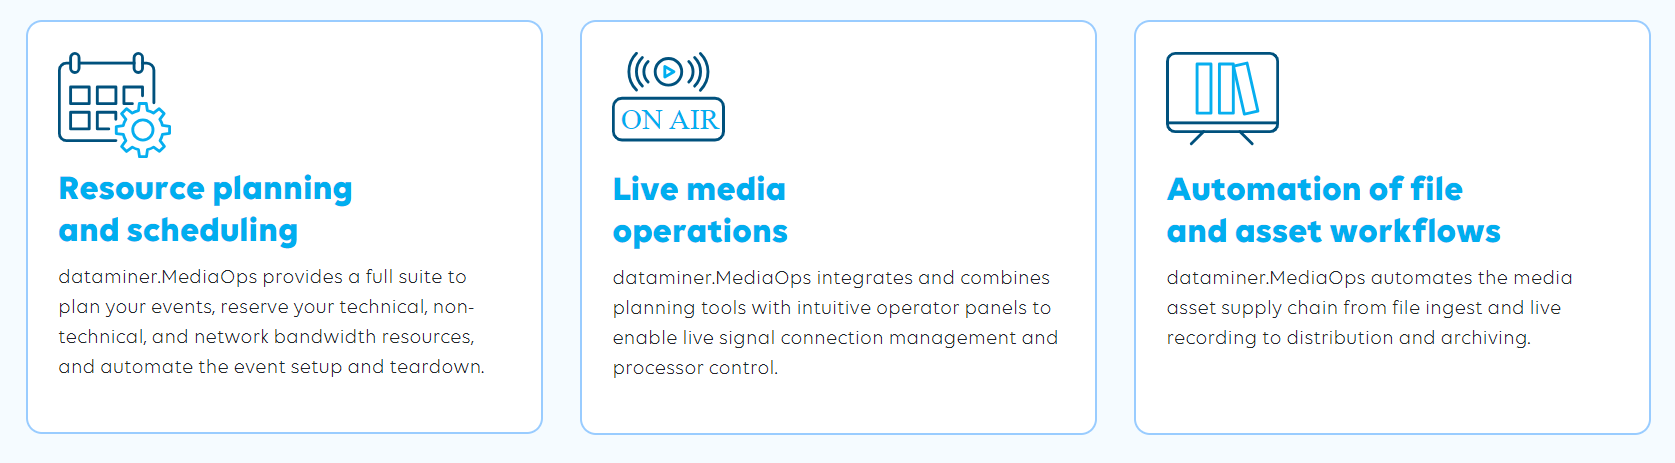 Resource planning
and scheduling
dataminer.MediaOps provides a full suite to
plan your events, reserve your technical, non-
technical, and network bandwidth resources,
and automate the event setup and teardown.
ON AIR
Live media
operations
dataminer.MediaOps integrates and combines
planning tools with intuitive operator panels to
enable live signal connection management and
processor control.
Automation of file
and asset workflows
dataminer.MediaOps automates the media
asset supply chain from file ingest and live
recording to distribution and archiving.